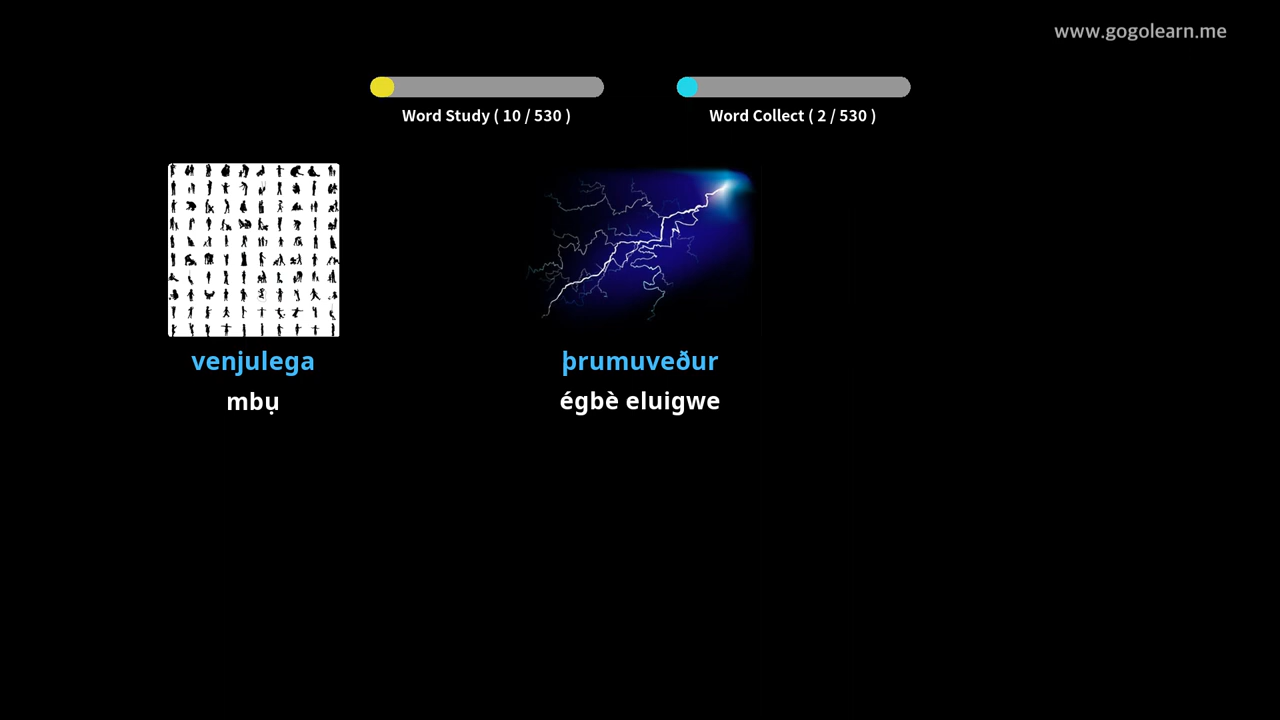 www.gogolearn.me
Word Study ( 10 / 530 )
Word Collect ( 2 / 530 )
venjulega
þrumuveður
mbụ
égbè eluigwe